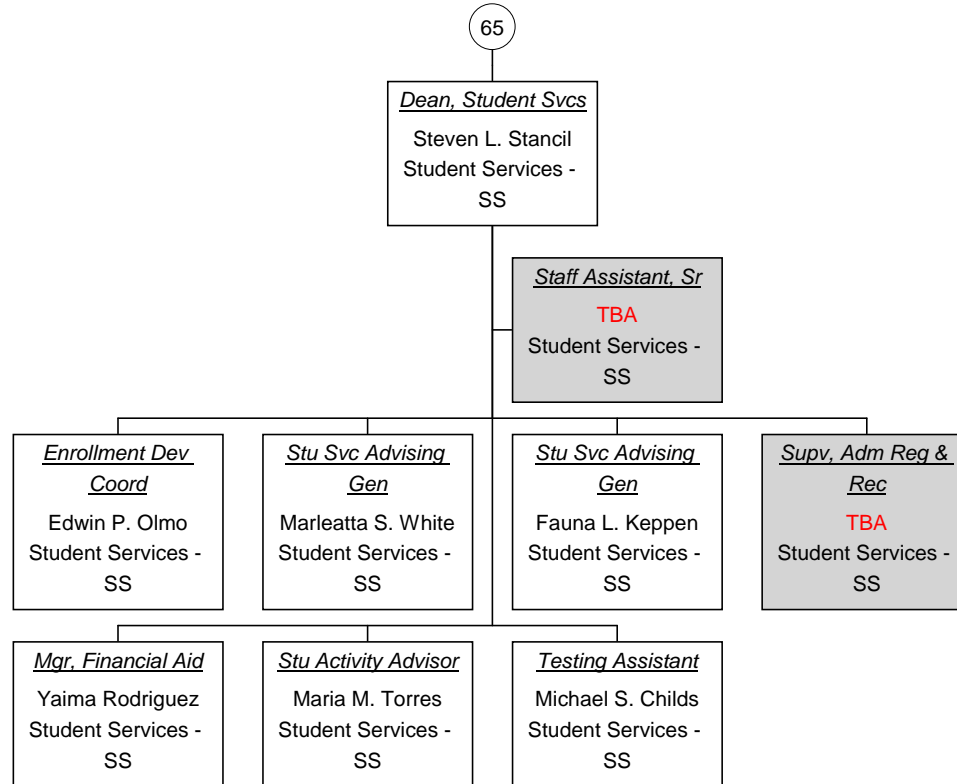 65
Dean, Student Svcs
Steven L. Stancil
Student Services -
SS
Staff Assistant, Sr
TBA
Student Services -
SS
Enrollment Dev
Coord
Edwin P. Olmo
Student Services -
SS
Stu Svc Advising
Gen
Marleatta S. White
Student Services -
SS
Stu Svc Advising
Gen
Fauna L. Keppen
Student Services -
SS
Supv, Adm Reg &
Rec
TBA
Student Services -
SS
Mgr, Financial Aid
Yaima Rodriguez
Student Services -
SS
Stu Activity Advisor
Maria M. Torres
Student Services -
SS
Testing Assistant
Michael S. Childs
Student Services -
SS